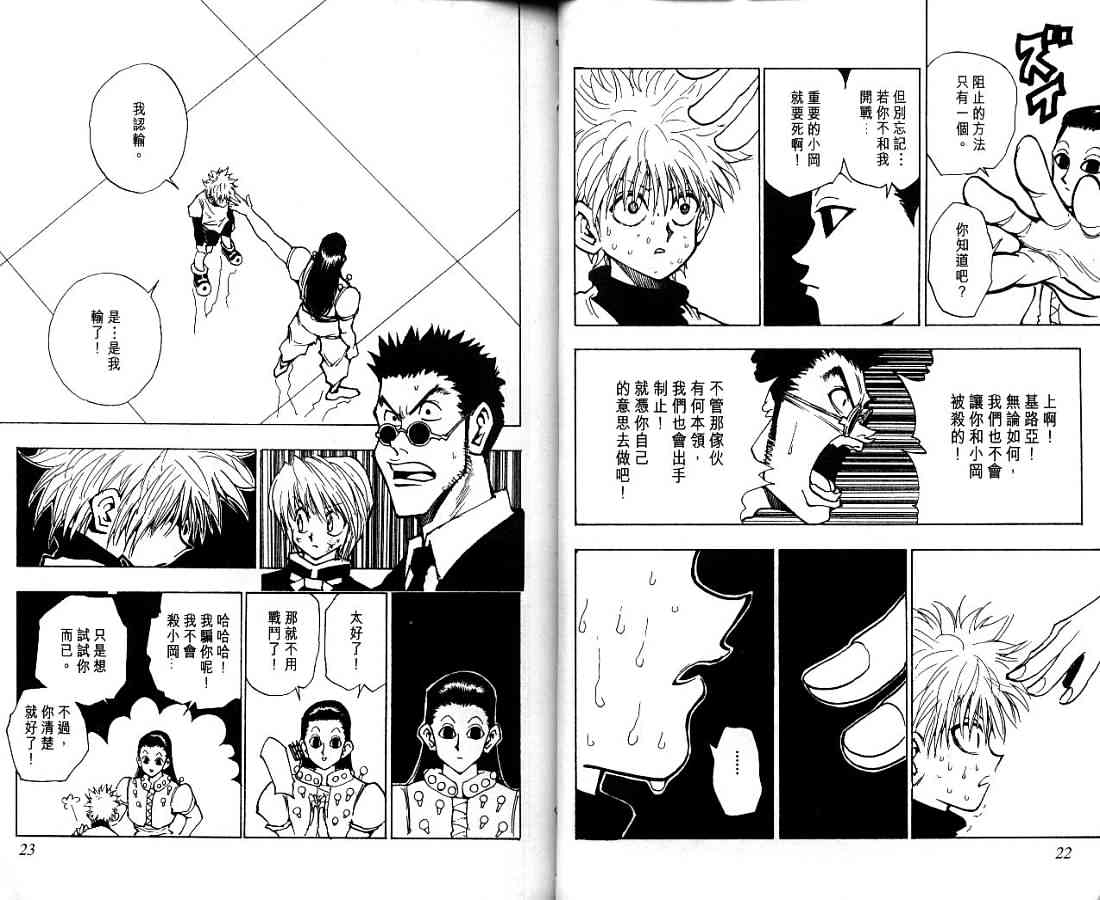 ズイ
阻止的方法
只有一個。
你知道吧?
但別忘記…
若你不和我
開戰…
重要的小岡
就要死啊!
上啊!
基路亞!
無論如何,
我們也不會
讓你和小岡
被殺的!
不管那傢伙
有何本領,
我們也會出手
制止!
就憑你自己
的意思去做吧!
……
22
我認輸。
是…是我
輸了!
太好了!
那就不用
戰鬥了!
哈哈哈!
我騙你呢!
我不會
殺小岡…
只是想
試試你
而已。
不過,
你清楚
就好了!
23